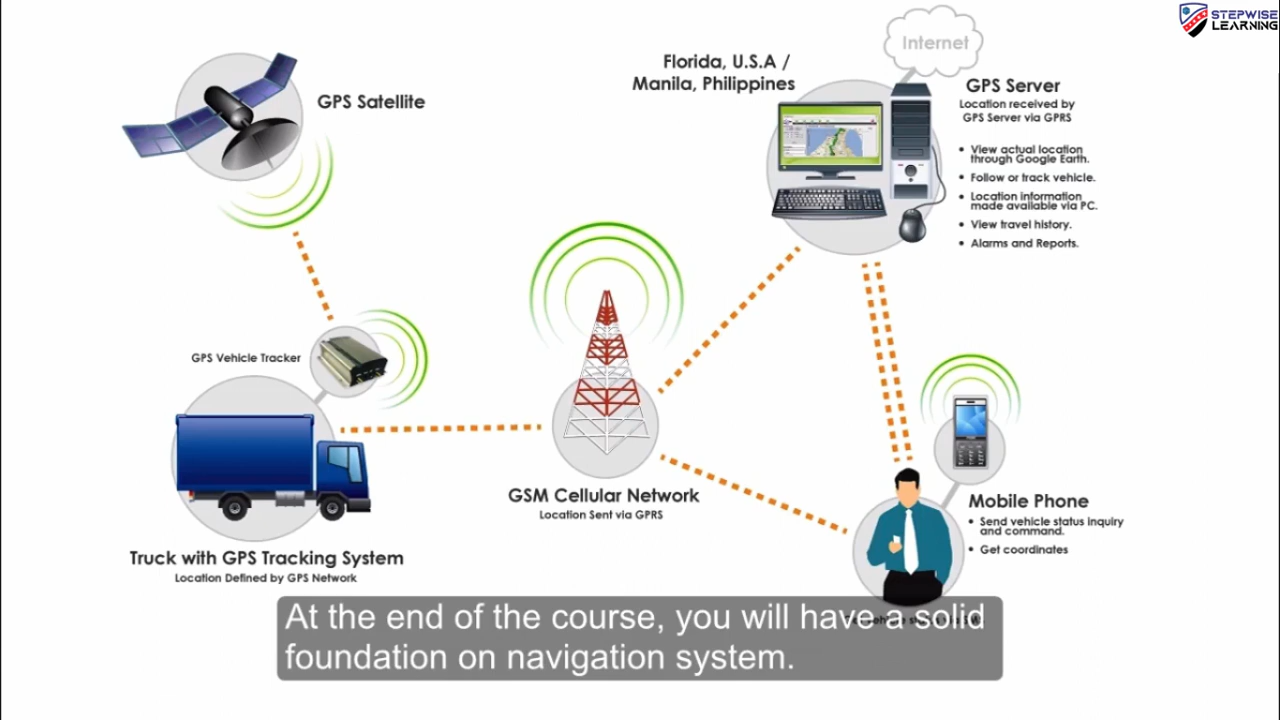 STEPWISE
LEARNING
Internet
Florida, U.S.A /
Manila, Philippines
GPS Server
Location received by
GPS Server via GPRS
• View actual location
through Google Earth.
• Follow or track vehicle.
• Location information
made available via PC.
• View travel history.
• Alarms and Reports.
GPS Satellite
GPS Vehicle Tracker
Truck with GPS Tracking System
Location Defined by GPS Network
GSM Cellular Network
Location Sent via GPRS
Mobile Phone
• Send vehicle status inquiry
and command.
• Get coordinates
At the end of the course, you will have a solid
foundation on navigation system.